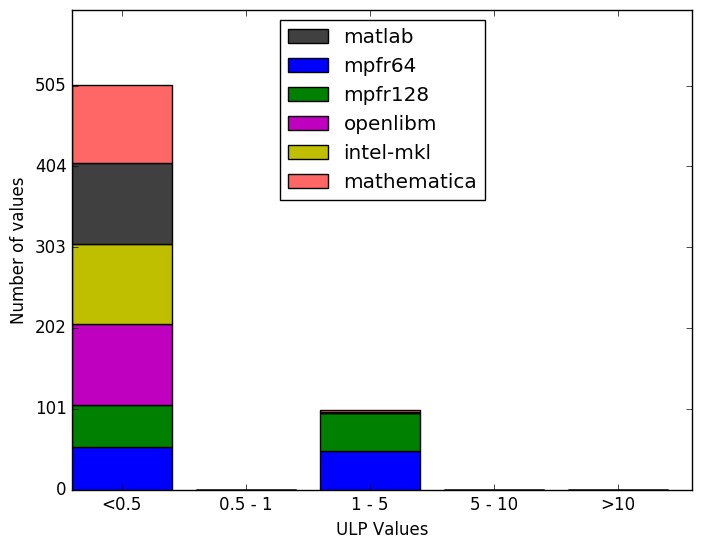 matlab
mpfr64
mpfr128
openlibm
intel-mkl
mathematica
Number of values
505
404
303
202
101
0
<0.5
0.5 - 1
1 - 5
5 - 10
>10
ULP Values